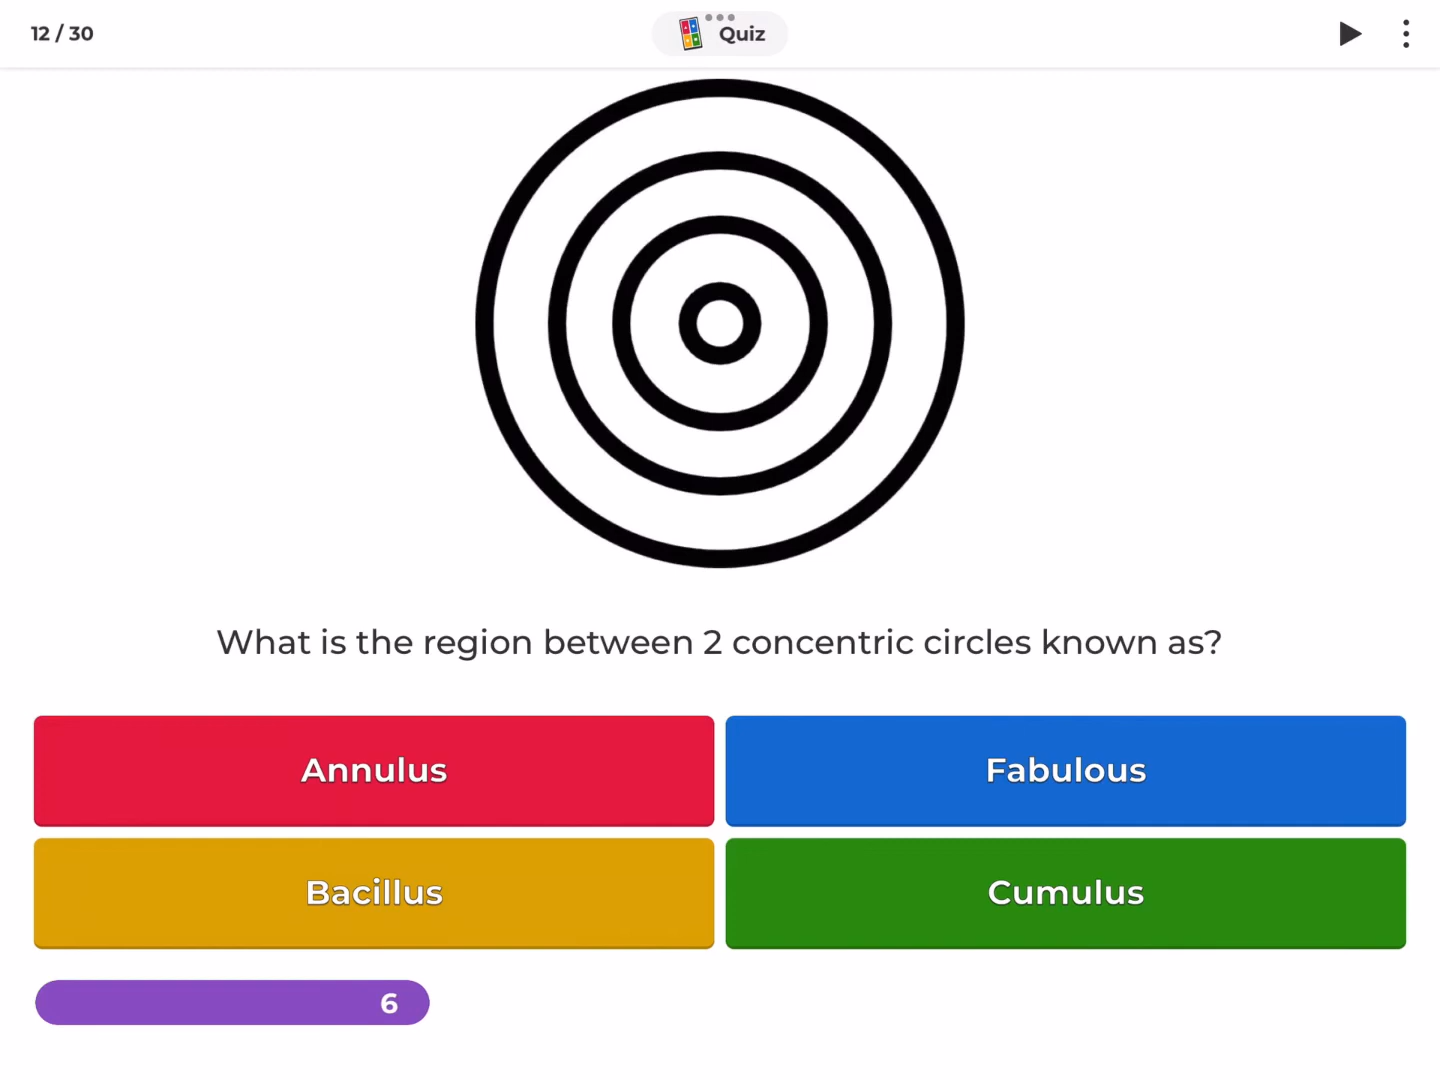 12 / 30
Quiz
What is the region between 2 concentric circles known as?
Annulus
Fabulous
Bacillus
Cumulus
6